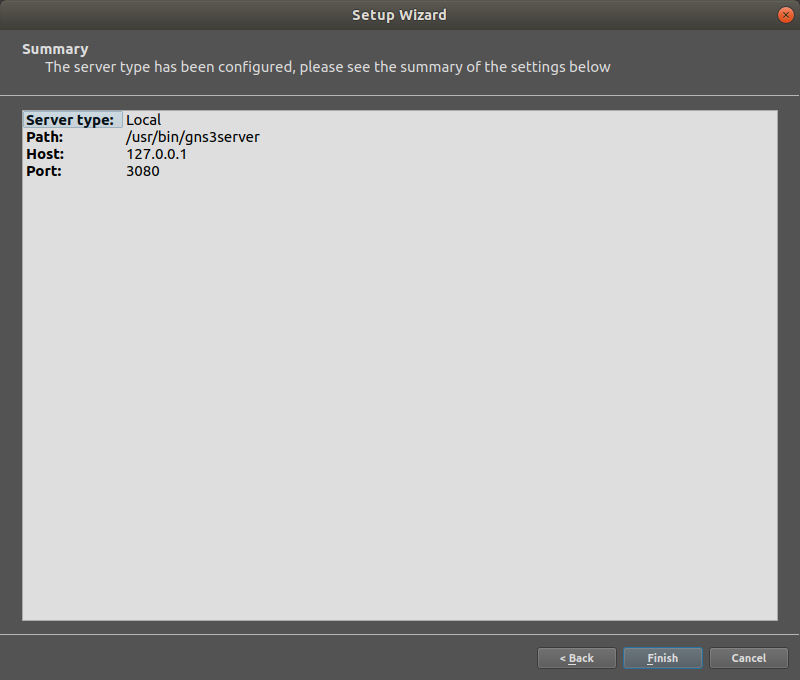 Setup Wizard
Summary
The server type has been configured, please see the summary of the settings below
Server type: Local
Path: /usr/bin/gns3server
Host: 127.0.0.1
Port: 3080
< Back Finish Cancel